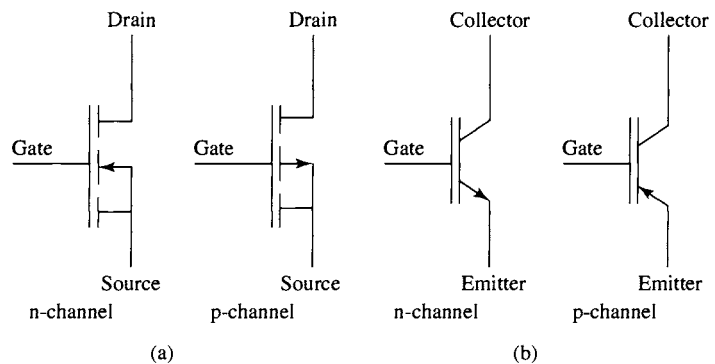 Drain Drain Collector Collector
Gate Gate Gate Gate
Source Source Emitter Emitter
n-channel p-channel n-channel p-channel
(a) (b)